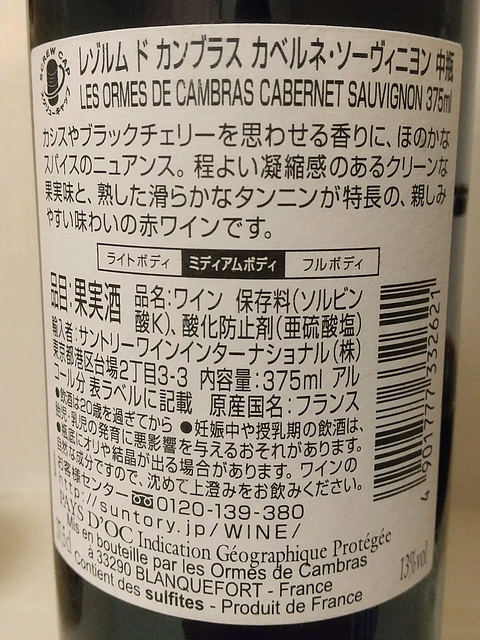 SCREW CAP
レゾルム ド カンブラス カベルネ・ソーヴィニヨン 中瓶
LES ORMES DE CAMBRAS CABERNET SAUVIGNON 375ml
カシスやブラックチェリーを思わせる香りに、ほのかな
スパイスのニュアンス。程よい凝縮感のあるクリーンな
果実味と、熟した滑らかなタンニンが特長の、親しみ
やすい味わいの赤ワインです。
ライトボディ ミディアムボディ フルボディ
品目:果実酒 品名:ワイン 保存料(ソルビン
酸K)、酸化防止剤(亜硫酸塩)
輸入者:サントリーワインインターナショナル(株)
東京都港区台場2丁目3-3 内容量:375ml アル
コール分 表ラベルに記載 原産国名:フランス
●飲酒は20歳を過ぎてから ●妊娠中や授乳期の飲酒は、
胎児・乳児の発育に悪影響を与えるおそれがあります。
●瓶底にオリや結晶が出る場合があります。ワインの
自然な成分ですので、沈めて上澄みをお飲みください。
お客様センター 0120-139-380
http://suntory.jp/WINE/
PAYS D'OC Indication Géographique Protégée
Mis en bouteille par les Ormes de Cambras
à 33290 BLANQUEFORT - France
Contient des sulfites - Produit de France
13%vol.
4 901777 332621